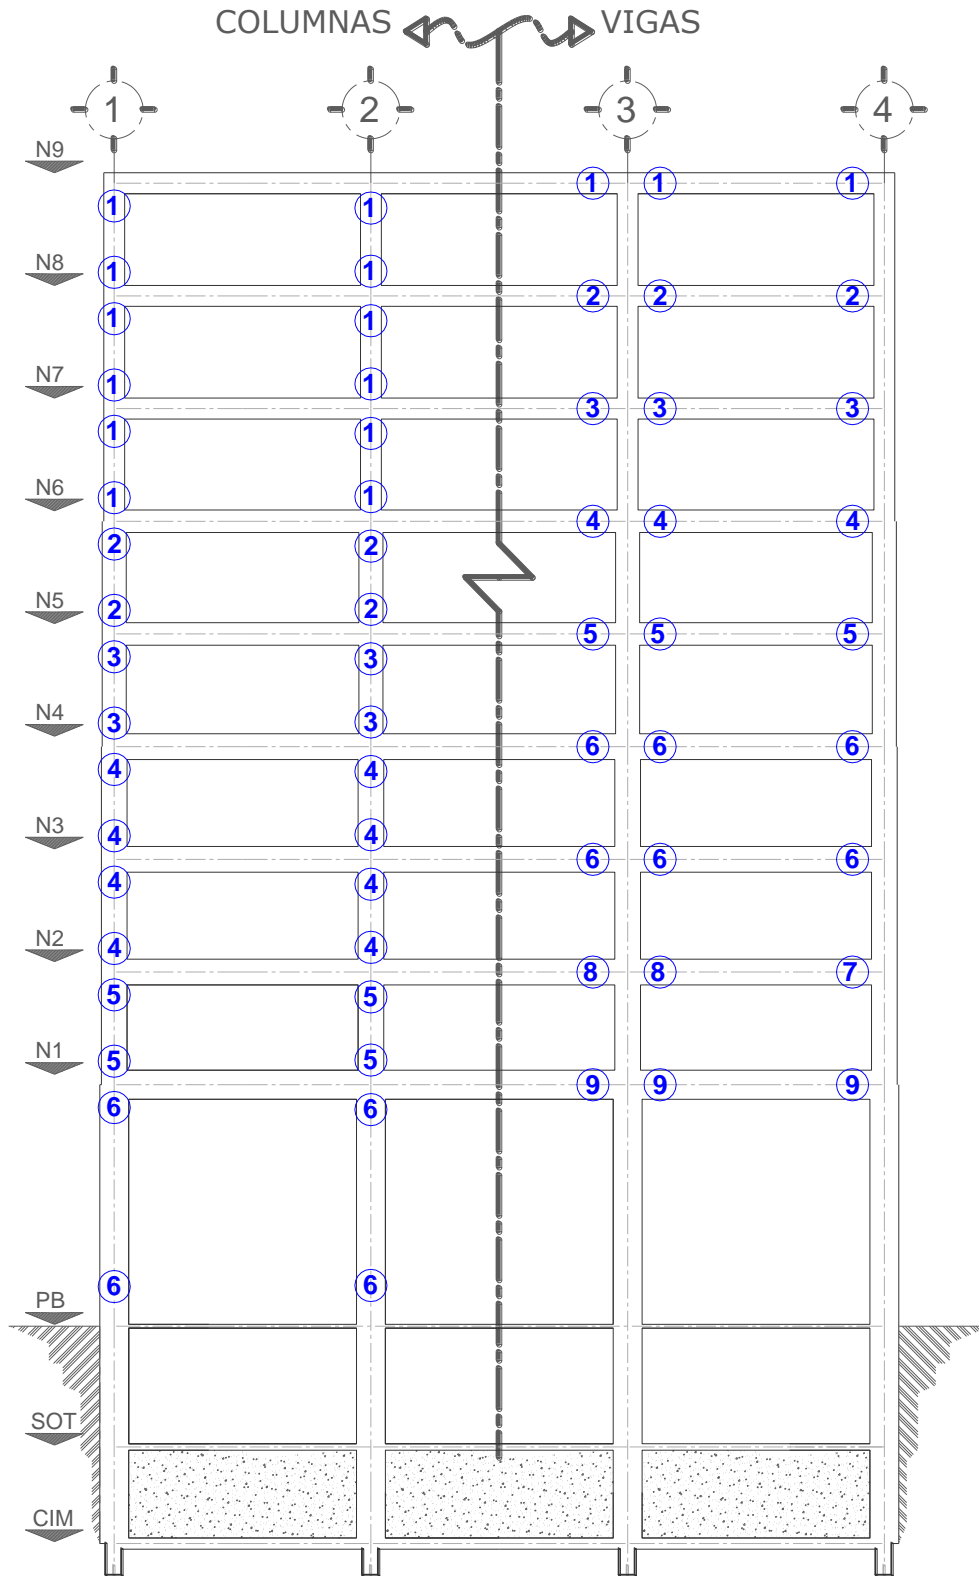 COLUMNAS VIGAS
1 2 3 4
N9
1 1 1
1 1
N8
1 1
2 2 2
1 1
N7
1 1
3 3 3
1 1
N6
1 1
4 4 4
2 2
N5
2 2
5 5 5
3 3
N4
3 3
6 6 6
4 4
N3
4 4
6 6 6
4 4
N2
4 4
8 8 7
5 5
N1
5 5
9 9 9
6 6
6 6
PB
SOT
CIM